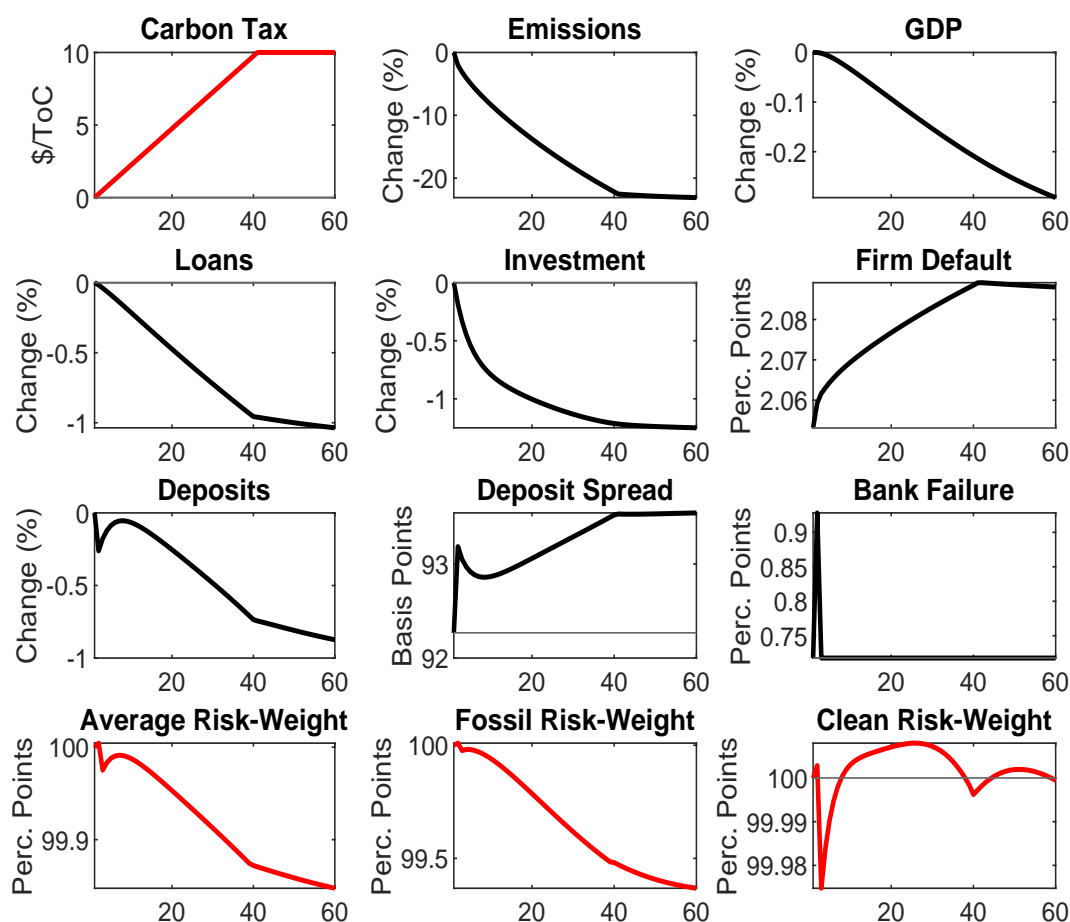 Carbon Tax
$/ToC
10
5
0
20 40 60
Emissions
Change (%)
0
-10
-20
20 40 60
GDP
Change (%)
0
-0.1
-0.2
20 40 60
Loans
Change (%)
0
-0.5
-1
20 40 60
Investment
Change (%)
0
-0.5
-1
20 40 60
Firm Default
Perc. Points
2.08
2.07
2.06
20 40 60
Deposits
Change (%)
0
-0.5
-1
20 40 60
Deposit Spread
Basis Points
93
92
20 40 60
Bank Failure
Perc. Points
0.9
0.85
0.8
0.75
20 40 60
Average Risk-Weight
Perc. Points
100
99.9
20 40 60
Fossil Risk-Weight
Perc. Points
100
99.5
20 40 60
Clean Risk-Weight
Perc. Points
100
99.99
99.98
20 40 60